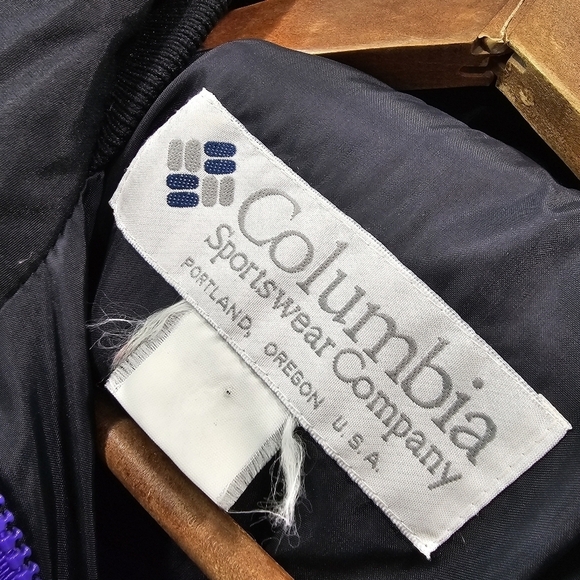 Columbia
Sportswear Company
PORTLAND, OREGON U.S.A.